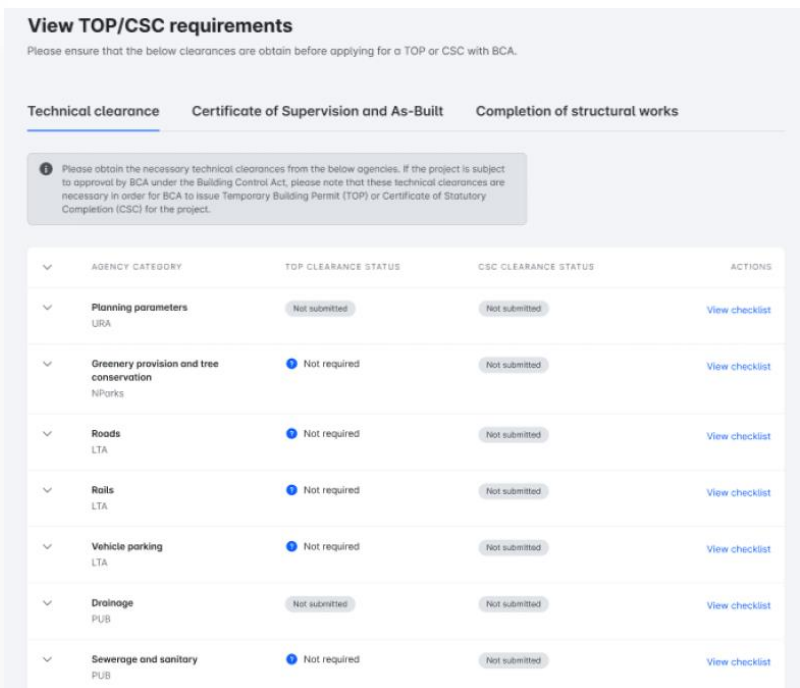 View TOP/CSC requirements
Please ensure that the below clearances are obtain before applying for a TOP or CSC with BCA.
Technical clearance Certificate of Supervision and As-Built Completion of structural works
Please obtain the necessary technical clearances from the below agencies. If the project is subject
to approval by BCA under the Building Control Act, please note that these technical clearances are
necessary in order for BCA to issue Temporary Building Permit (TOP) or Certificate of Statutory
Completion (CSC) for the project.
AGENCY CATEGORY TOP CLEARANCE STATUS CSC CLEARANCE STATUS ACTIONS
Planning parameters Not submitted Not submitted View checklist
URA
Greenery provision and tree Not required Not submitted View checklist
conservation
NParks
Roads Not required Not submitted View checklist
LTA
Rails Not required Not submitted View checklist
LTA
Vehicle parking Not required Not submitted View checklist
LTA
Drainage Not submitted Not submitted View checklist
PUB
Sewerage and sanitary Not required Not submitted View checklist
PUB